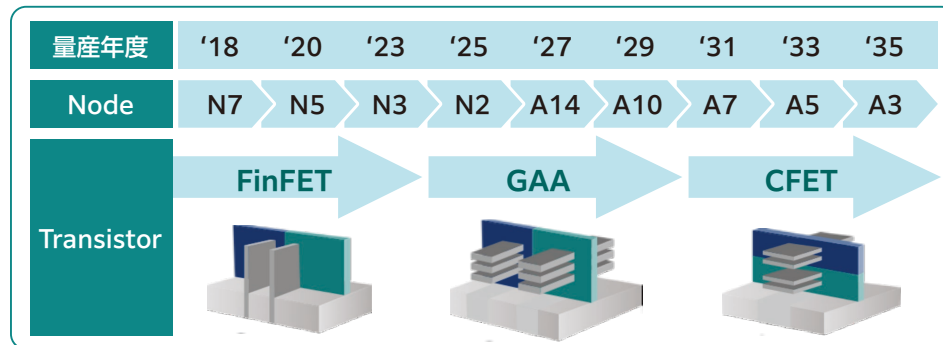 量産年度 ‘18 ‘20 ‘23 ‘25 ‘27 ‘29 ‘31 ‘33 ‘35
Node N7 N5 N3 N2 A14 A10 A7 A5 A3
Transistor FinFET GAA CFET